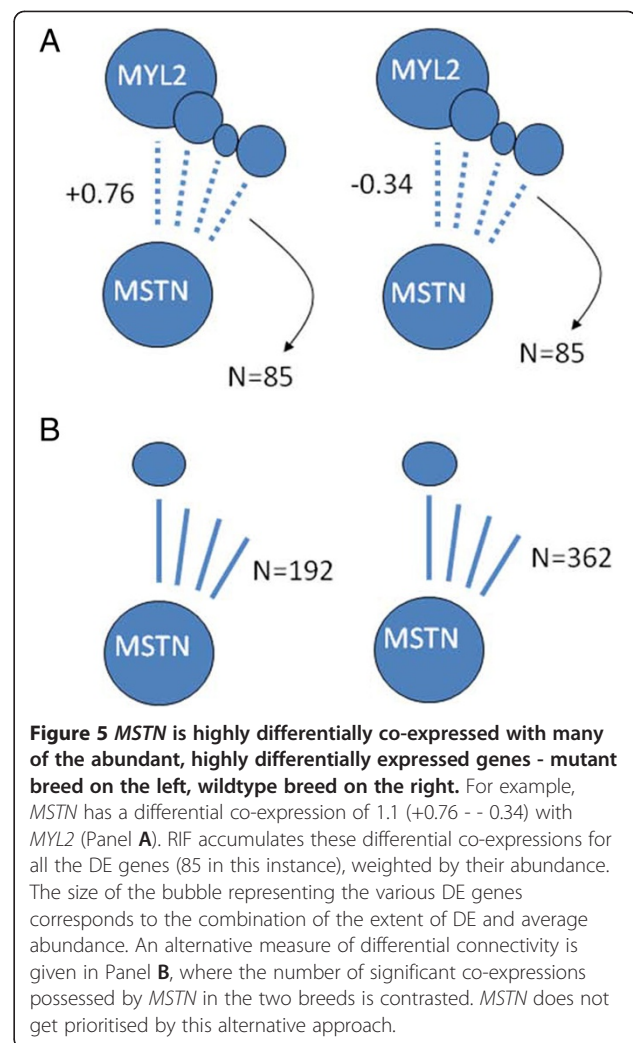 A
MYL2
MYL2
+0.76
-0.34
MSTN
MSTN
N=85
N=85
B
N=192
N=362
MSTN
MSTN
Figure 5 MSTN is highly differentially co-expressed with many
of the abundant, highly differentially expressed genes - mutant
breed on the left, wildtype breed on the right. For example,
MSTN has a differential co-expression of 1.1 (+0.76 - - 0.34) with
MYL2 (Panel A). RIF accumulates these differential co-expressions for
all the DE genes (85 in this instance), weighted by their abundance.
The size of the bubble representing the various DE genes
corresponds to the combination of the extent of DE and average
abundance. An alternative measure of differential connectivity is
given in Panel B, where the number of significant co-expressions
possessed by MSTN in the two breeds is contrasted. MSTN does not
get prioritised by this alternative approach.